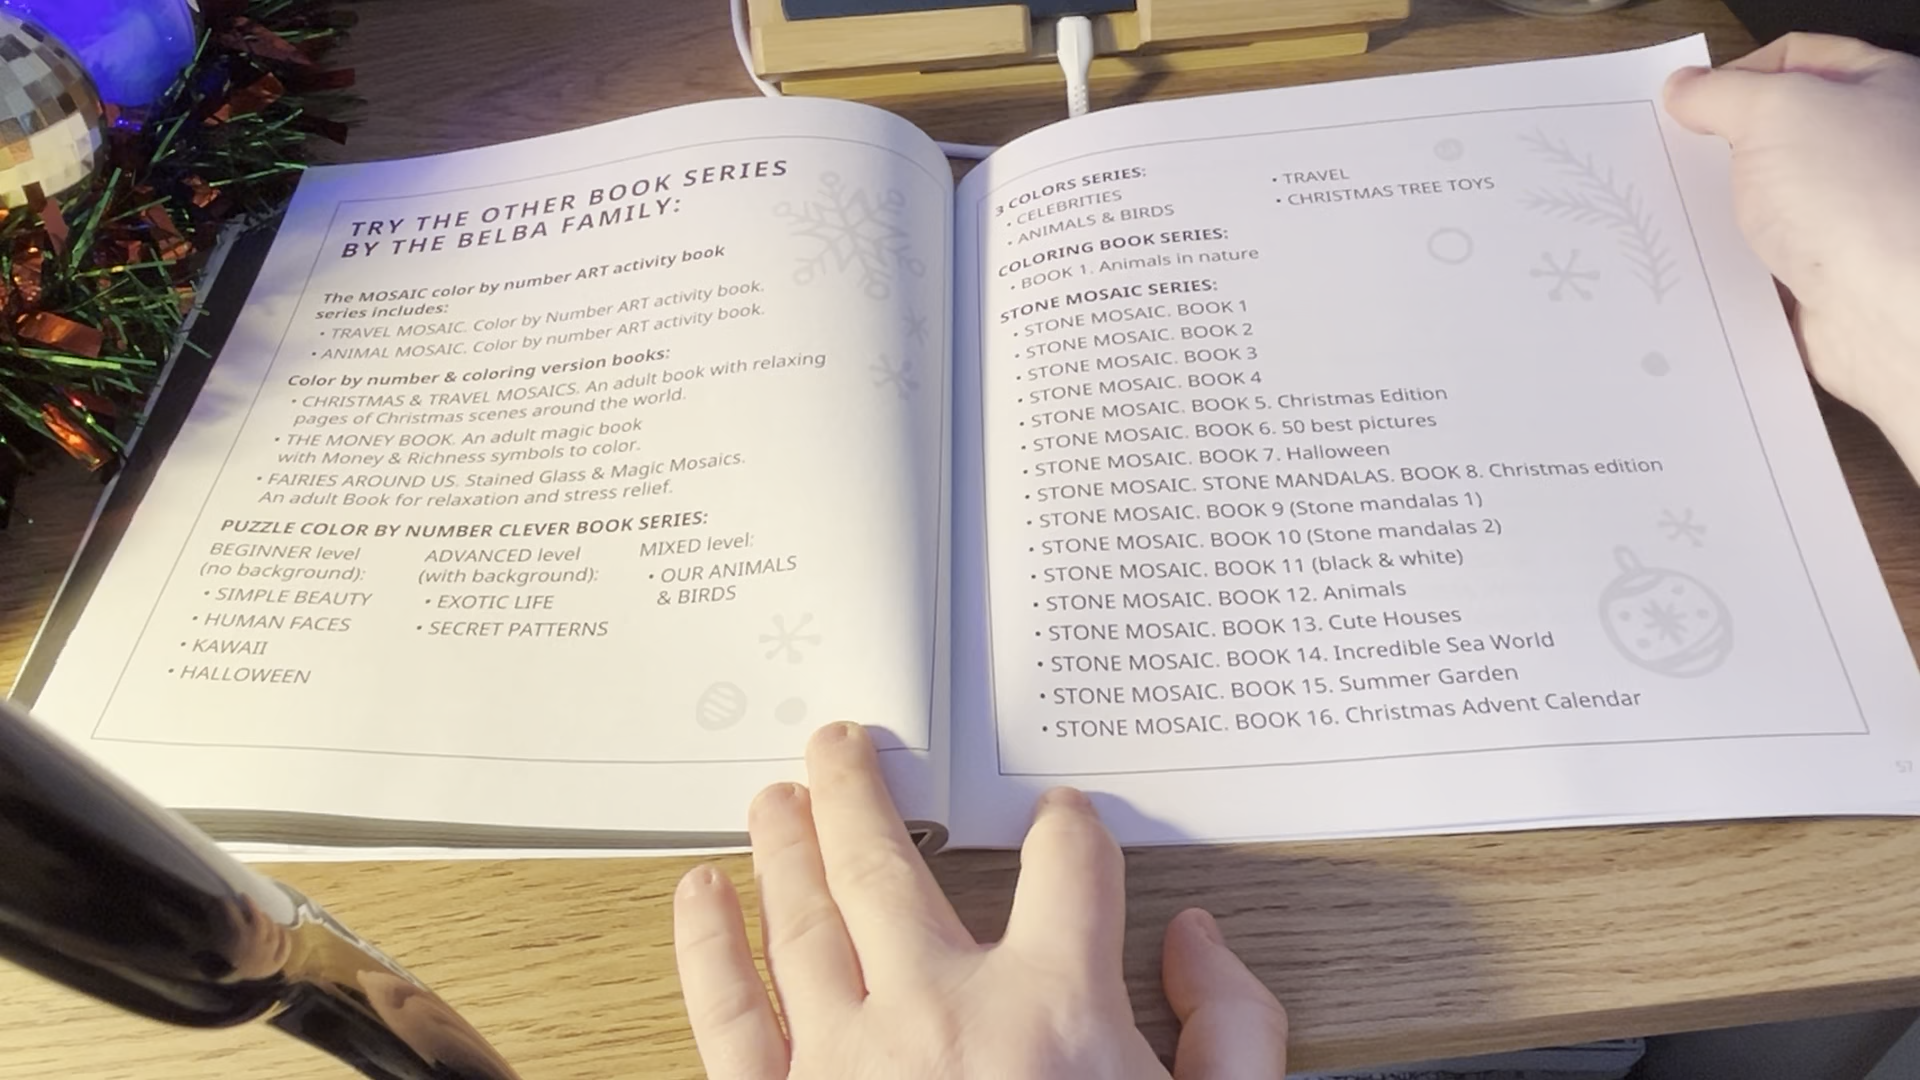 TRY THE OTHER BOOK SERIES
BY THE BELBA FAMILY:
The MOSAIC color by number ART activity book
series includes:
• TRAVEL MOSAIC. Color by Number ART activity book.
• ANIMAL MOSAIC. Color by number ART activity book.
Color by number & coloring version books:
• CHRISTMAS & TRAVEL MOSAICS. An adult book with relaxing
pages of Christmas scenes around the world.
• THE MONEY BOOK. An adult magic book
with Money & Richness symbols to color.
• FAIRIES AROUND US. Stained Glass & Magic Mosaics.
An adult Book for relaxation and stress relief.
PUZZLE COLOR BY NUMBER CLEVER BOOK SERIES:
BEGINNER level
(no background):
• SIMPLE BEAUTY
• HUMAN FACES
• KAWAII
• HALLOWEEN
ADVANCED level
(with background):
• EXOTIC LIFE
• SECRET PATTERNS
MIXED level:
• OUR ANIMALS
& BIRDS
3 COLORS SERIES:
• CELEBRITIES
• ANIMALS & BIRDS
• TRAVEL
• CHRISTMAS TREE TOYS
COLORING BOOK SERIES:
• BOOK 1. Animals in nature
STONE MOSAIC SERIES:
• STONE MOSAIC. BOOK 1
• STONE MOSAIC. BOOK 2
• STONE MOSAIC. BOOK 3
• STONE MOSAIC. BOOK 4
• STONE MOSAIC. BOOK 5. Christmas Edition
• STONE MOSAIC. BOOK 6. 50 best pictures
• STONE MOSAIC. BOOK 7. Halloween
• STONE MOSAIC. STONE MANDALAS. BOOK 8. Christmas edition
• STONE MOSAIC. BOOK 9 (Stone mandalas 1)
• STONE MOSAIC. BOOK 10 (Stone mandalas 2)
• STONE MOSAIC. BOOK 11 (black & white)
• STONE MOSAIC. BOOK 12. Animals
• STONE MOSAIC. BOOK 13. Cute Houses
• STONE MOSAIC. BOOK 14. Incredible Sea World
• STONE MOSAIC. BOOK 15. Summer Garden
• STONE MOSAIC. BOOK 16. Christmas Advent Calendar
57